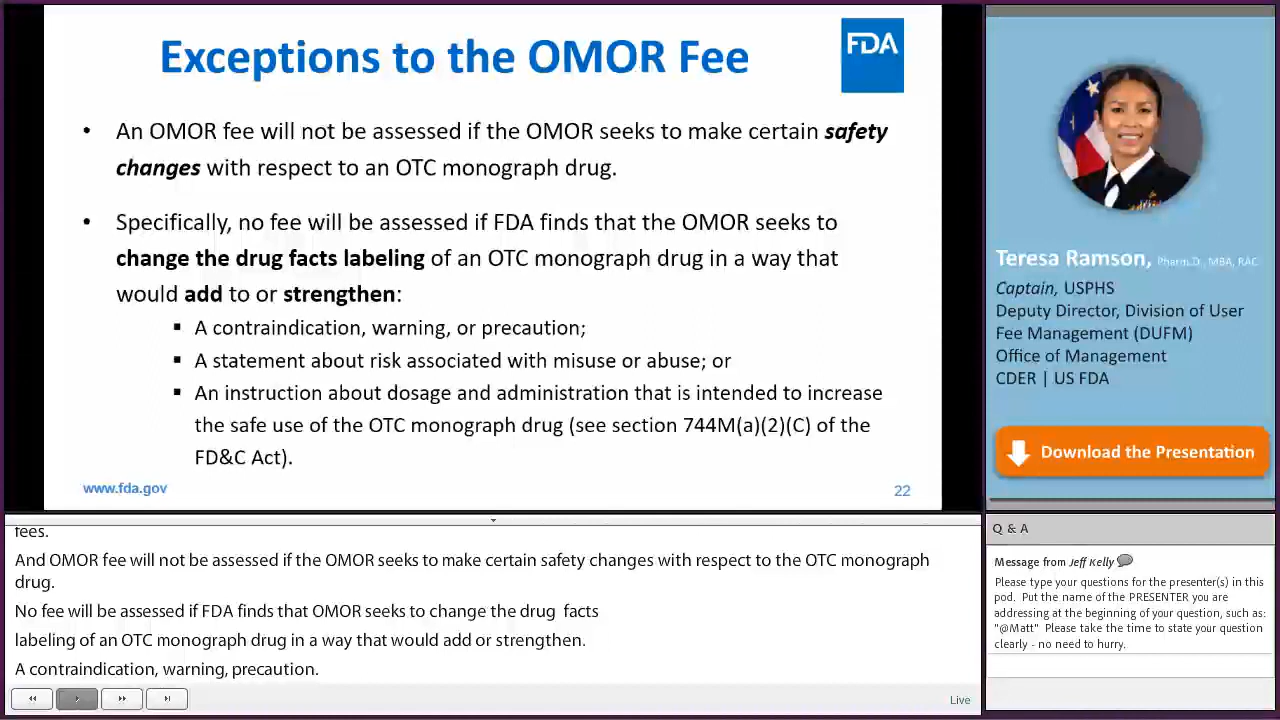 Exceptions to the OMOR Fee
FDA
• An OMOR fee will not be assessed if the OMOR seeks to make certain safety
changes with respect to an OTC monograph drug.
• Specifically, no fee will be assessed if FDA finds that the OMOR seeks to
change the drug facts labeling of an OTC monograph drug in a way that
would add to or strengthen:
▪ A contraindication, warning, or precaution;
▪ A statement about risk associated with misuse or abuse; or
▪ An instruction about dosage and administration that is intended to increase
the safe use of the OTC monograph drug (see section 744M(a)(2)(C) of the
FD&C Act).
www.fda.gov
22
Teresa Ramson, Pharm.D., MBA, RAC
Captain, USPHS
Deputy Director, Division of User
Fee Management (DUFM)
Office of Management
CDER | US FDA
Download the Presentation
fees.
And OMOR fee will not be assessed if the OMOR seeks to make certain safety changes with respect to the OTC monograph
drug.
No fee will be assessed if FDA finds that OMOR seeks to change the drug facts
labeling of an OTC monograph drug in a way that would add or strengthen.
A contraindication, warning, precaution.
Live
Q & A
Message from Jeff Kelly
Please type your questions for the presenter(s) in this
pod. Put the name of the PRESENTER you are
addressing at the beginning of your question, such as:
"@Matt" Please take the time to state your question
clearly - no need to hurry.